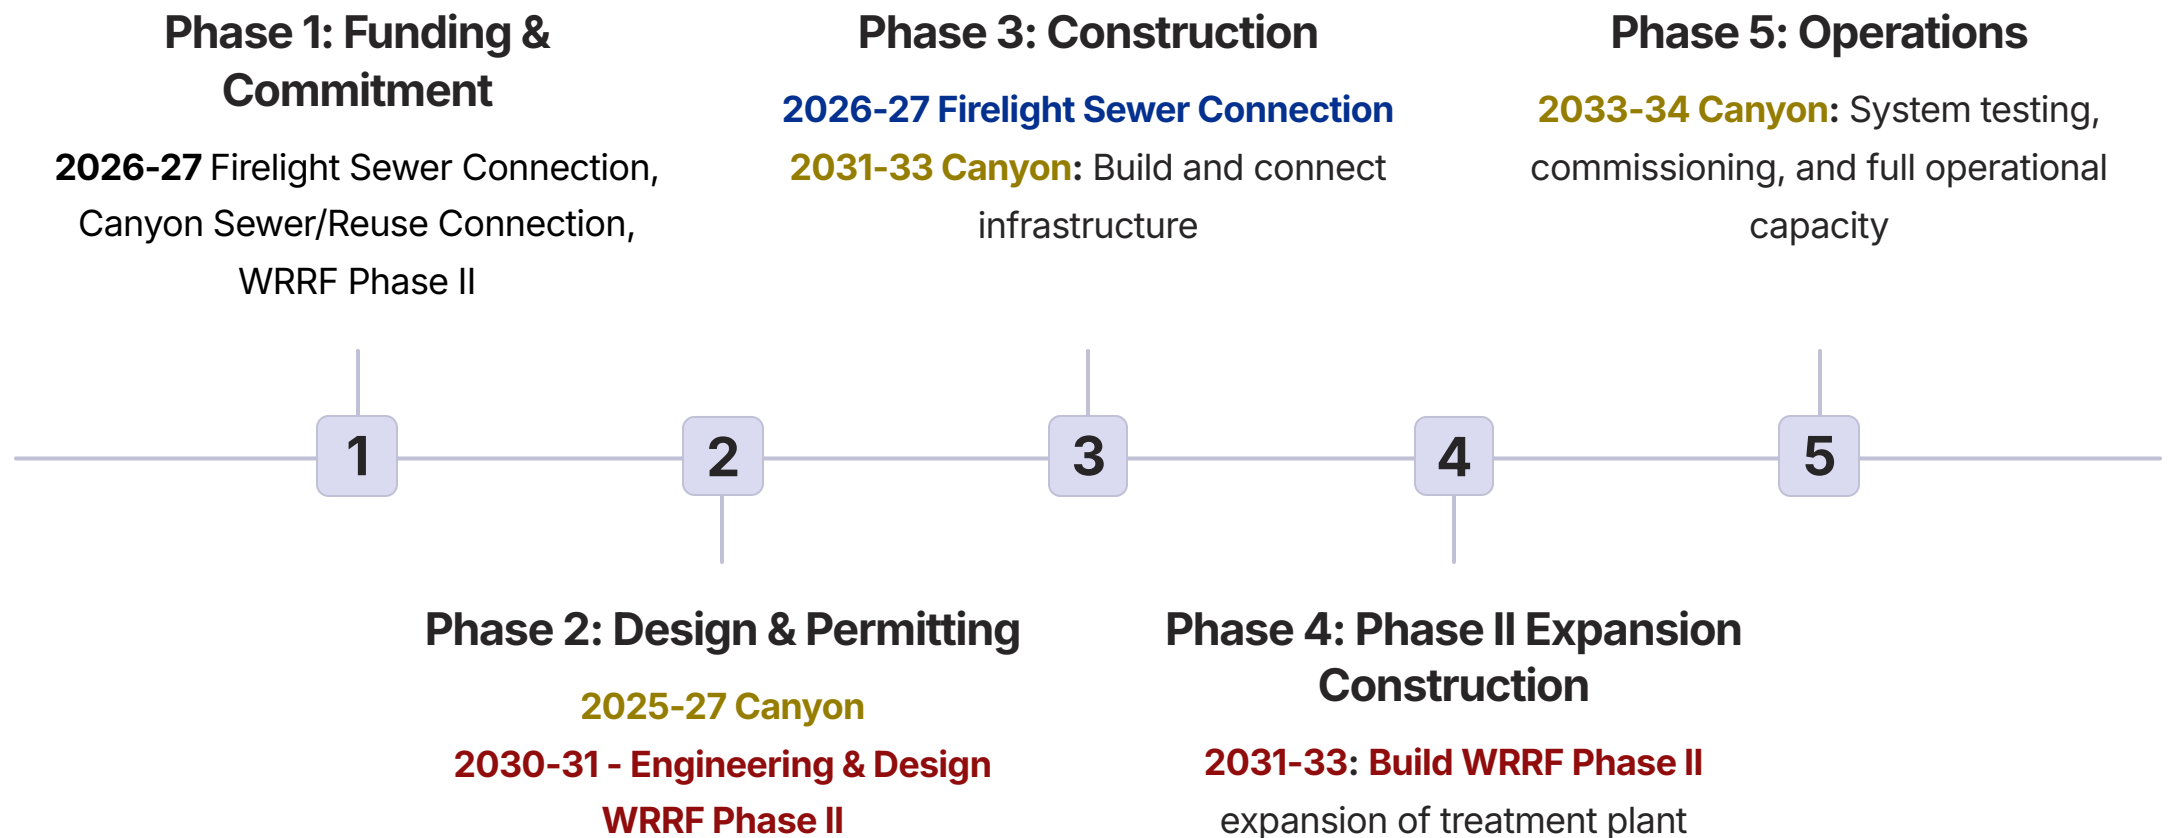 Phase 1: Funding &
Commitment
2026-27 Firelight Sewer Connection,
Canyon Sewer/Reuse Connection,
WRRF Phase II
Phase 3: Construction
2026-27 Firelight Sewer Connection
2031-33 Canyon: Build and connect
infrastructure
Phase 5: Operations
2033-34 Canyon: System testing,
commissioning, and full operational
capacity
1
2
3
4
5
Phase 2: Design & Permitting
2025-27 Canyon
2030-31 - Engineering & Design
WRRF Phase II
Phase 4: Phase II Expansion
Construction
2031-33: Build WRRF Phase II
expansion of treatment plant